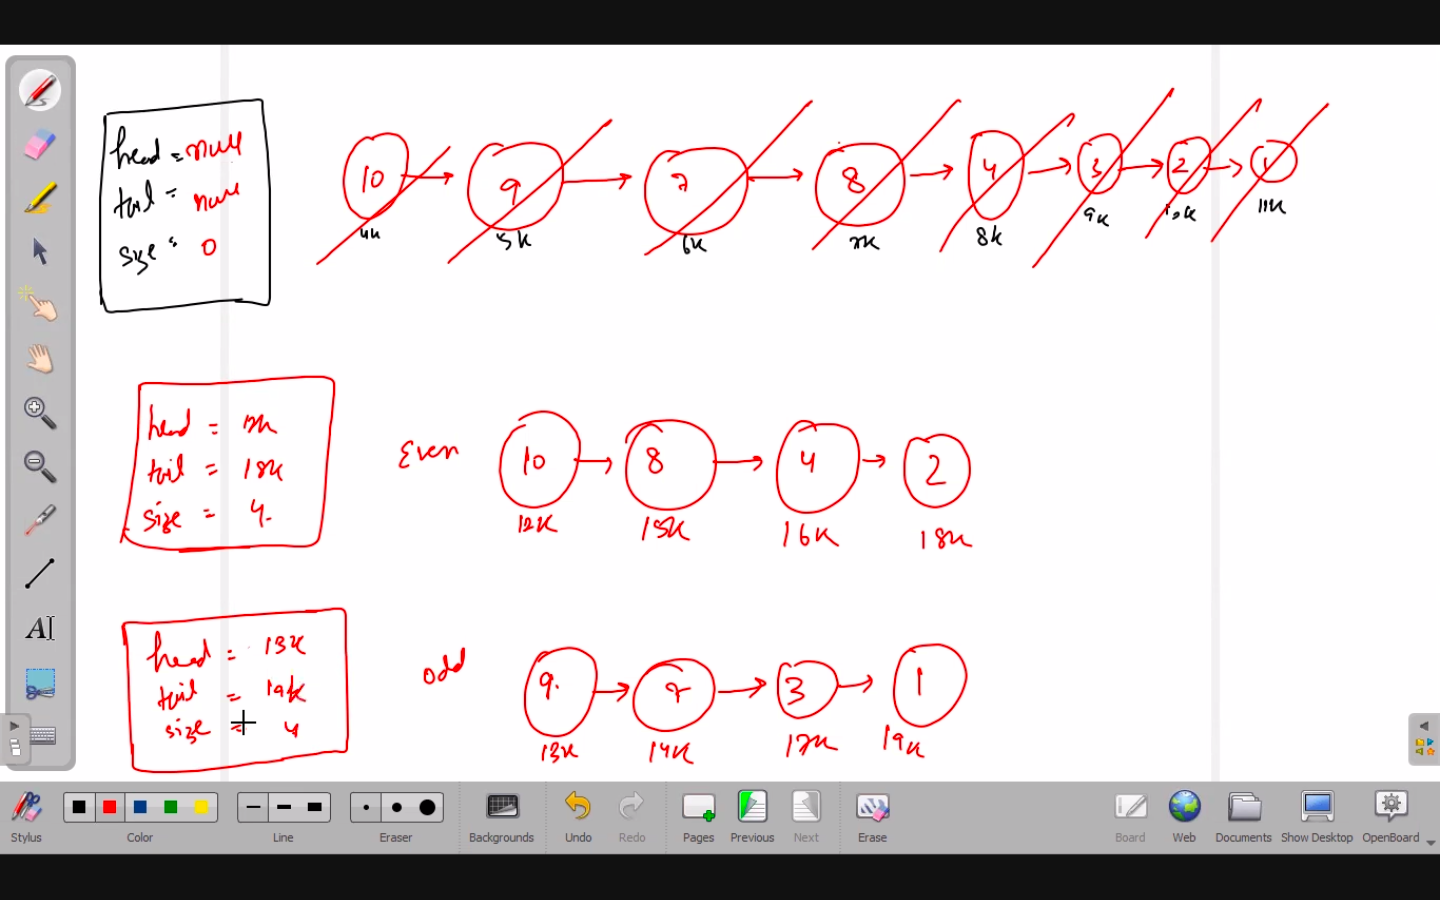 head = null
tail = null
size = 0
10 → 9 → 7 → 8 → 4 → 3 → 2 → 1
4k 5k 6k 7k 8k 9k 10k 11k
head = 12k
tail = 18k
size = 4.
Even 10 → 8 → 4 → 2
12k 15k 16k 18k
head = 13k
tail = 19k
size = 4
odd 9. → 7 → 3 → 1
13k 14k 17k 19k
AI
Stylus Color Line Eraser Backgrounds Undo Redo Pages Previous Next Erase Board Web Documents Show Desktop OpenBoard